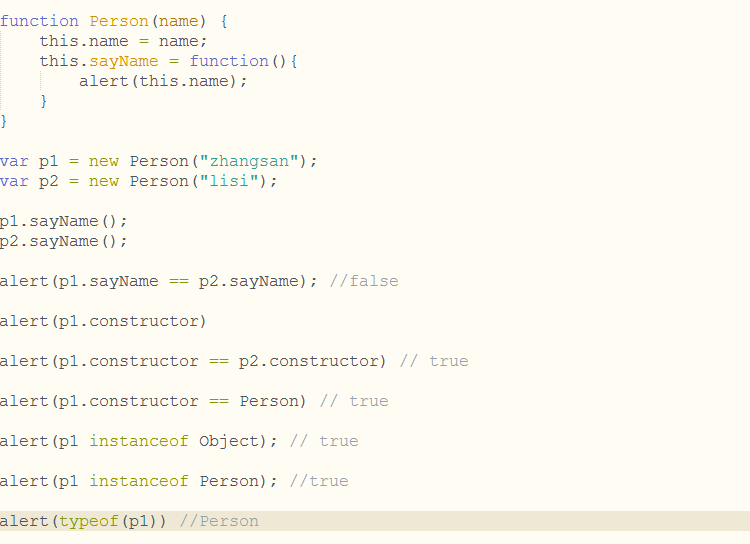 function Person(name) {
    this.name = name;
    this.sayName = function(){
        alert(this.name);
    }
}
var p1 = new Person("zhangsan");
var p2 = new Person("lisi");
p1.sayName();
p2.sayName();
alert(p1.sayName == p2.sayName); //false
alert(p1.constructor)
alert(p1.constructor == p2.constructor) // true
alert(p1.constructor == Person) // true
alert(p1 instanceof Object); // true
alert(p1 instanceof Person); //true
alert(typeof(p1)) //Person